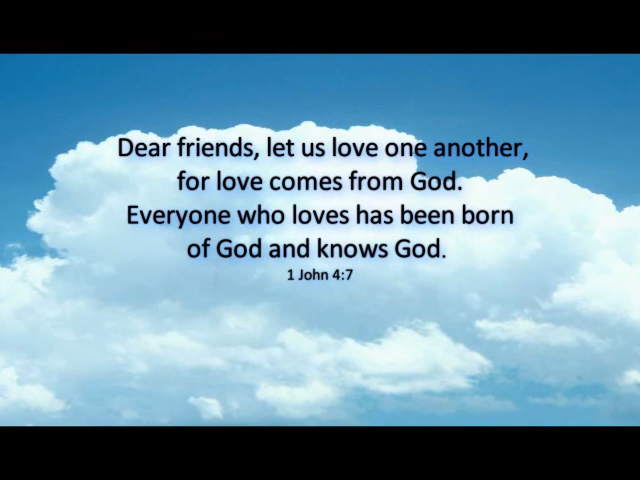 Dear friends, let us love one another,
for love comes from God.
Everyone who loves has been born
of God and knows God.
1 John 4:7